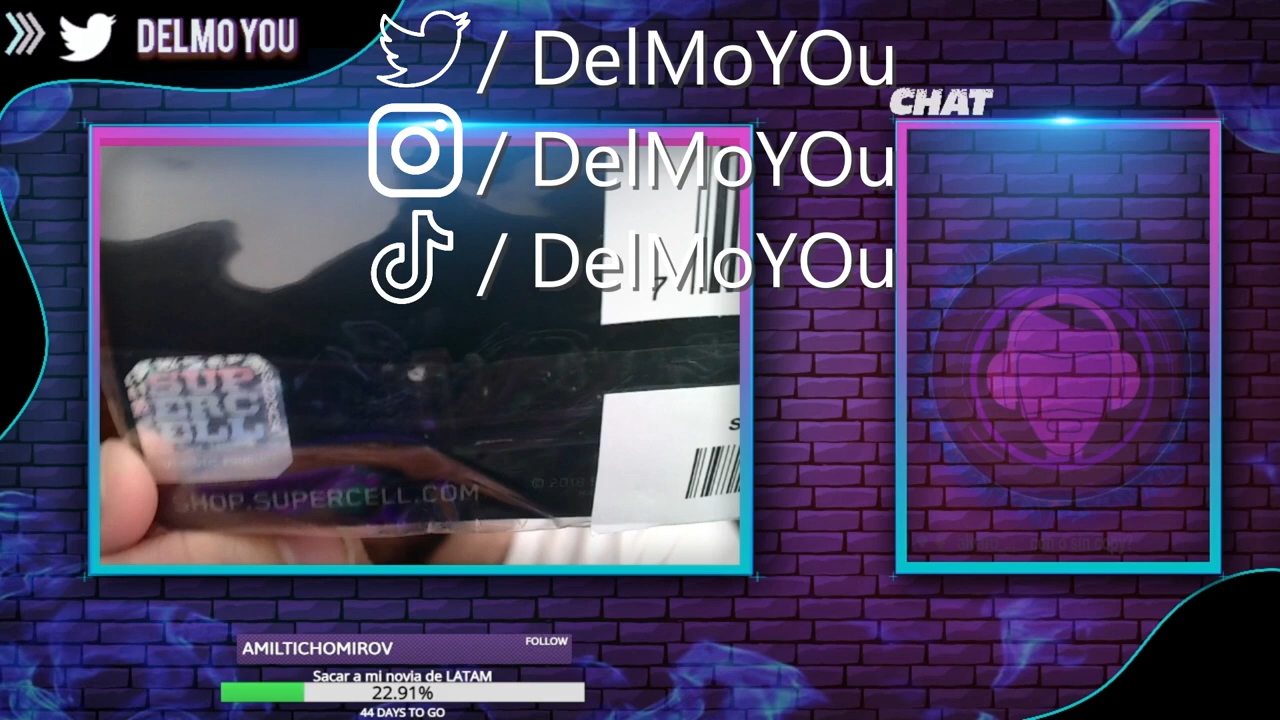 DELMO YOU
/ DelMoYOu
/ DelMoYOu
/ DelMoYOu
CHAT
SUP
ERC
ELL
SHOP.SUPERCELL.COM
AMILTICHOMIROV
FOLLOW
Sacar a mi novia de LATAM
22.91%
44 DAYS TO GO